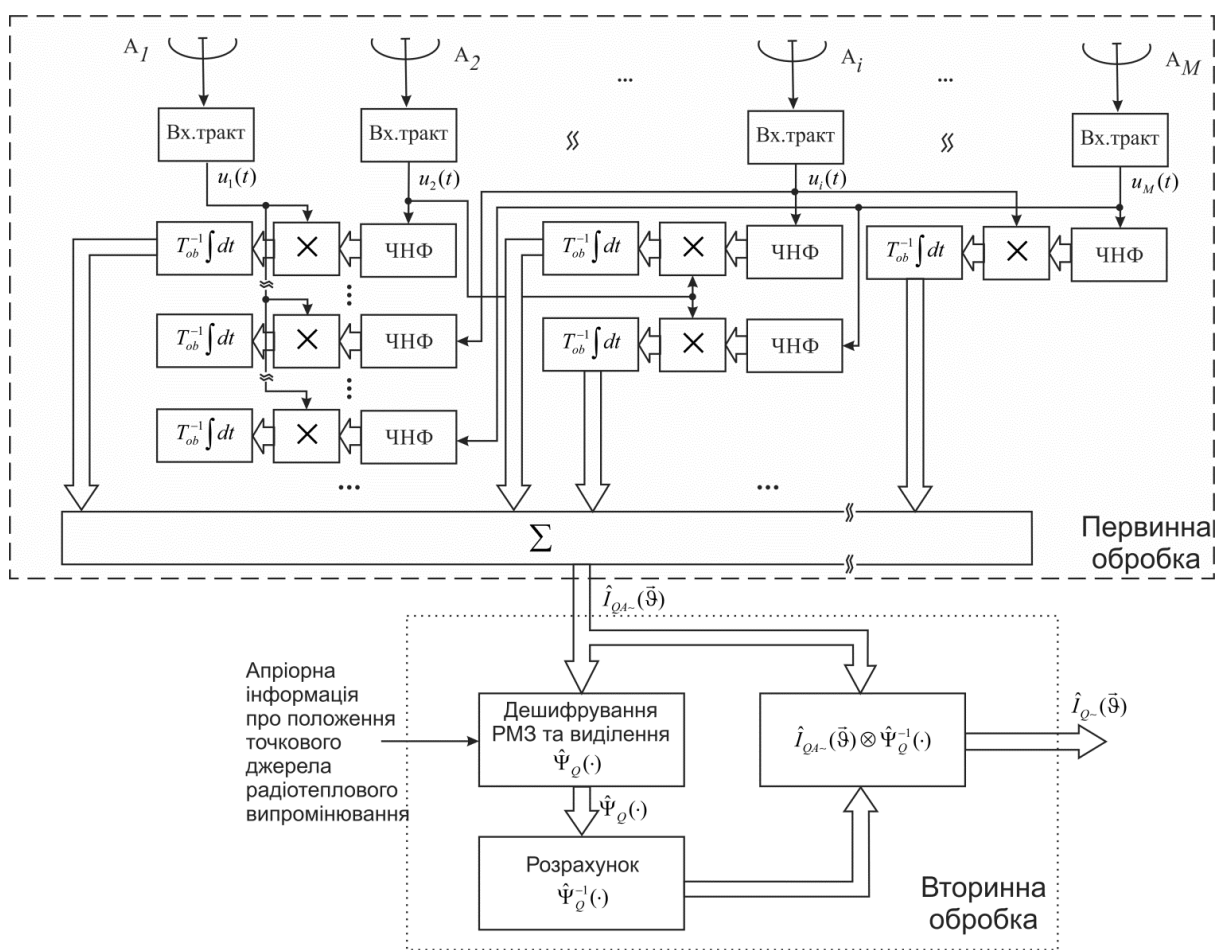 A1 A2 ... Ai ... AM
Вх.тракт Вх.тракт Вх.тракт Вх.тракт
u₁(t) u₂(t) uᵢ(t) u_M(t)
T_ob⁻¹∫dt × ЧНФ T_ob⁻¹∫dt × ЧНФ T_ob⁻¹∫dt × ЧНФ
...
T_ob⁻¹∫dt × ЧНФ T_ob⁻¹∫dt × ЧНФ
...
T_ob⁻¹∫dt × ЧНФ
... ...
Σ
Первинна
обробка
Î_QA~(ϑ⃗)
Апріорна
інформація
про положення
точкового
джерела
радіотеплового
випромінювання
Дешифрування
РМЗ та виділення
Ψ̂_Q(·)
Î_QA~(ϑ⃗)⊗Ψ̂_Q⁻¹(·)
Î_Q~(ϑ⃗)
Ψ̂_Q(·)
Розрахунок
Ψ̂_Q⁻¹(·)
Вторинна
обробка